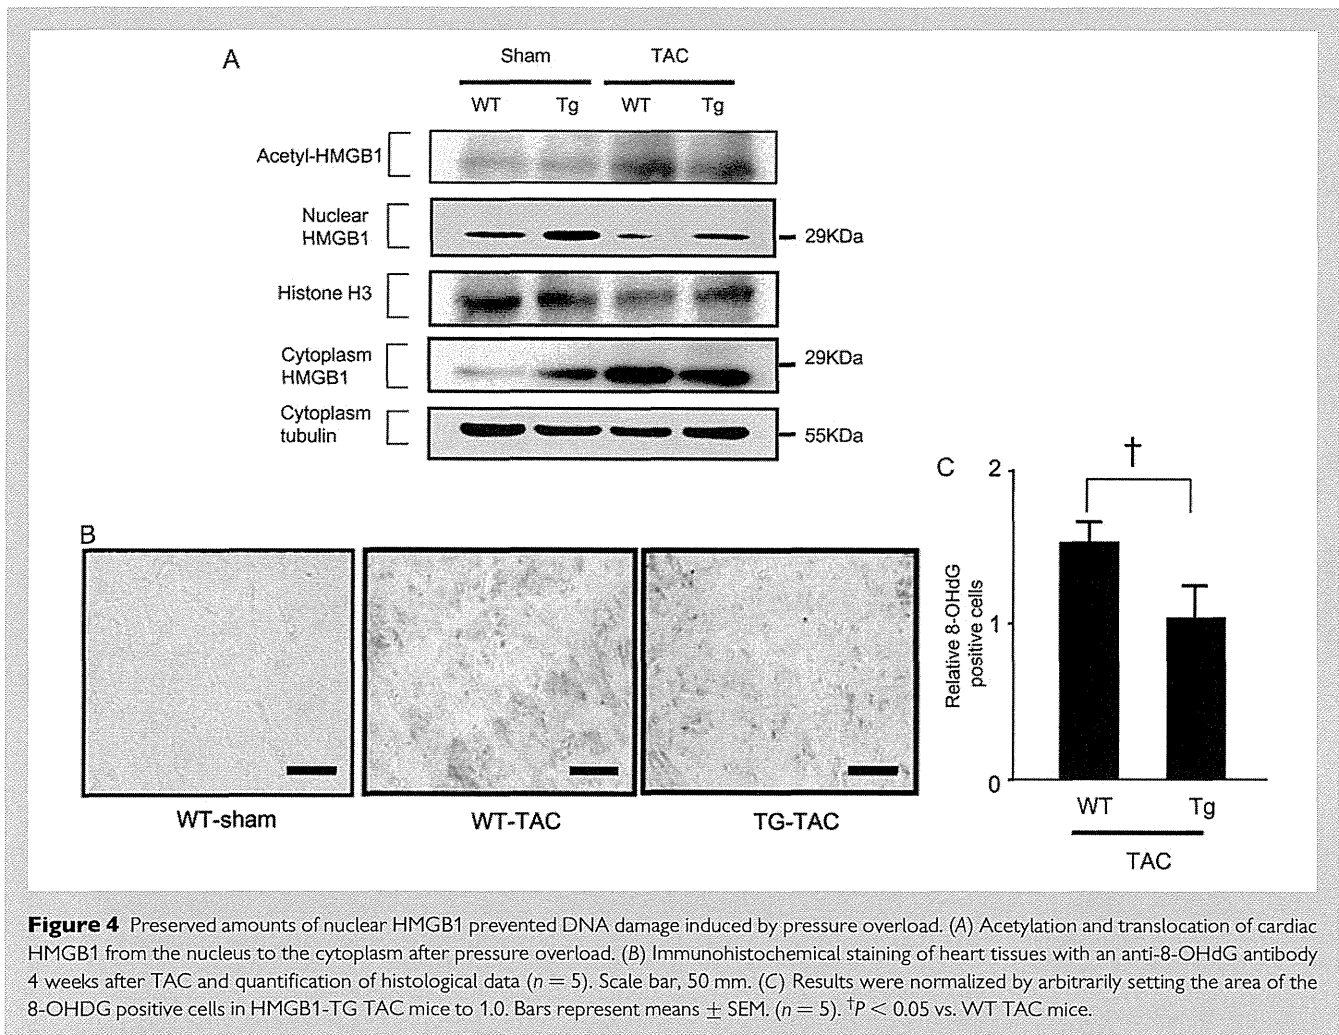 A
Sham TAC
WT Tg WT Tg
Acetyl-HMGB1
Nuclear
HMGB1
29KDa
Histone H3
Cytoplasm
HMGB1
29KDa
Cytoplasm
tubulin
55KDa
B
WT-sham WT-TAC TG-TAC
C
†
Relative 8-OHdG
positive cells
2
1
0
WT Tg
TAC
Figure 4 Preserved amounts of nuclear HMGB1 prevented DNA damage induced by pressure overload. (A) Acetylation and translocation of cardiac
HMGB1 from the nucleus to the cytoplasm after pressure overload. (B) Immunohistochemical staining of heart tissues with an anti-8-OHdG antibody
4 weeks after TAC and quantification of histological data (n = 5). Scale bar, 50 mm. (C) Results were normalized by arbitrarily setting the area of the
8-OHDG positive cells in HMGB1-TG TAC mice to 1.0. Bars represent means ± SEM. (n = 5). †P < 0.05 vs. WT TAC mice.